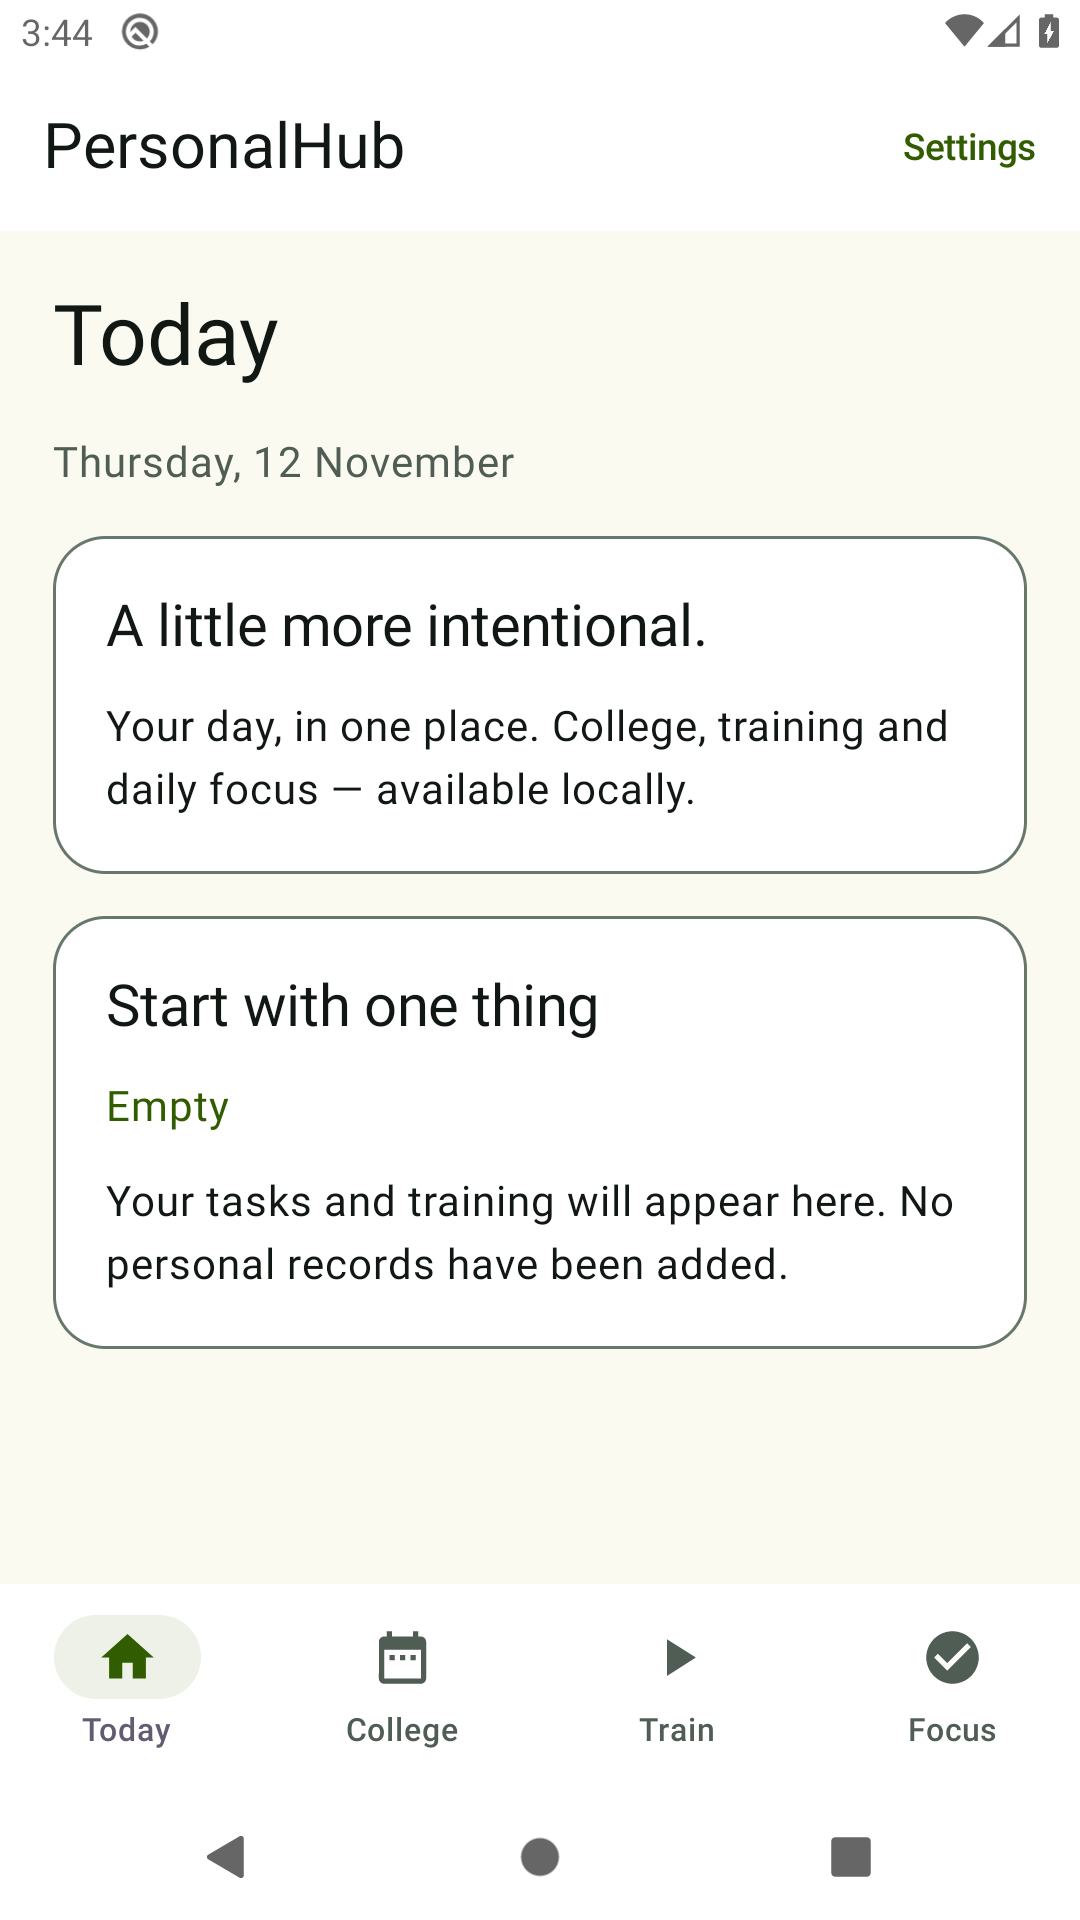 3:44
PersonalHub
Settings
Today
Thursday, 12 November
A little more intentional.
Your day, in one place. College, training and
daily focus — available locally.
Start with one thing
Empty
Your tasks and training will appear here. No
personal records have been added.
Today
College
Train
Focus